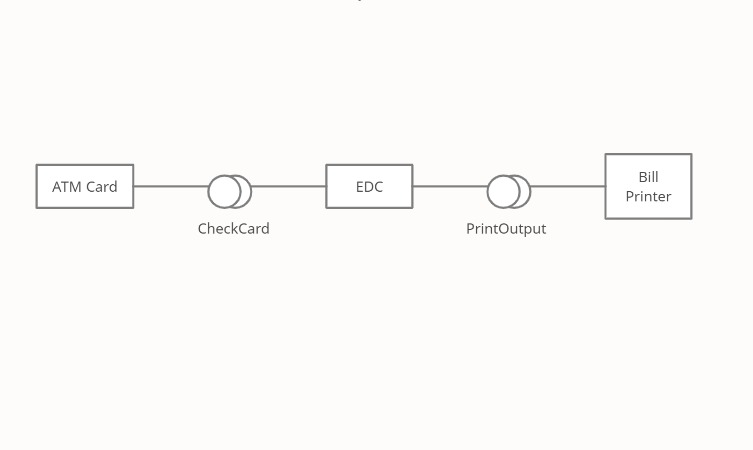 ATM Card
CheckCard
EDC
PrintOutput
Bill
Printer